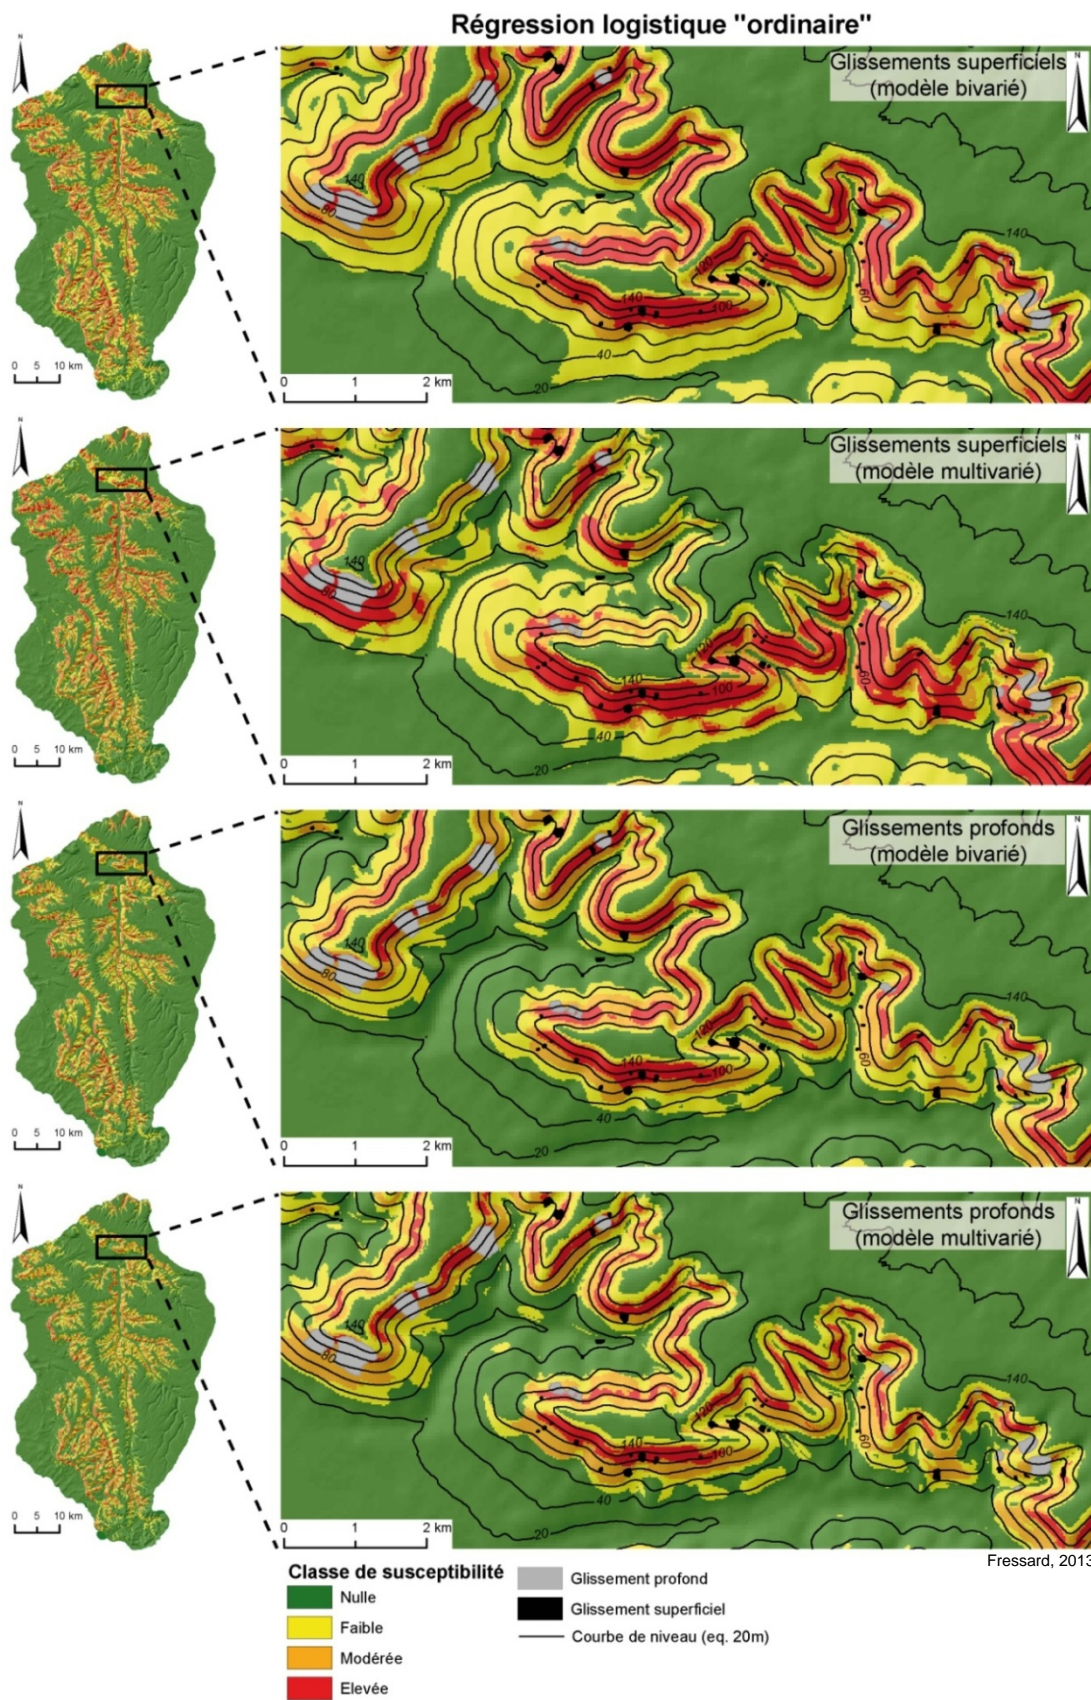 Régression logistique "ordinaire"
N
Glissements superficiels
(modèle bivarié)
N
140
80
140
120
140
100
60
40
20
0 5 10 km
0 1 2 km
N
Glissements superficiels
(modèle multivarié)
N
140
80
140
120
140
100
60
40
20
0 5 10 km
0 1 2 km
N
Glissements profonds
(modèle bivarié)
N
140
80
140
120
140
100
60
40
20
0 5 10 km
0 1 2 km
N
Glissements profonds
(modèle multivarié)
N
140
80
140
120
140
100
60
40
20
0 5 10 km
0 1 2 km
Fressard, 2013
Classe de susceptibilité
Nulle
Faible
Modérée
Elevée
Glissement profond
Glissement superficiel
Courbe de niveau (eq. 20m)